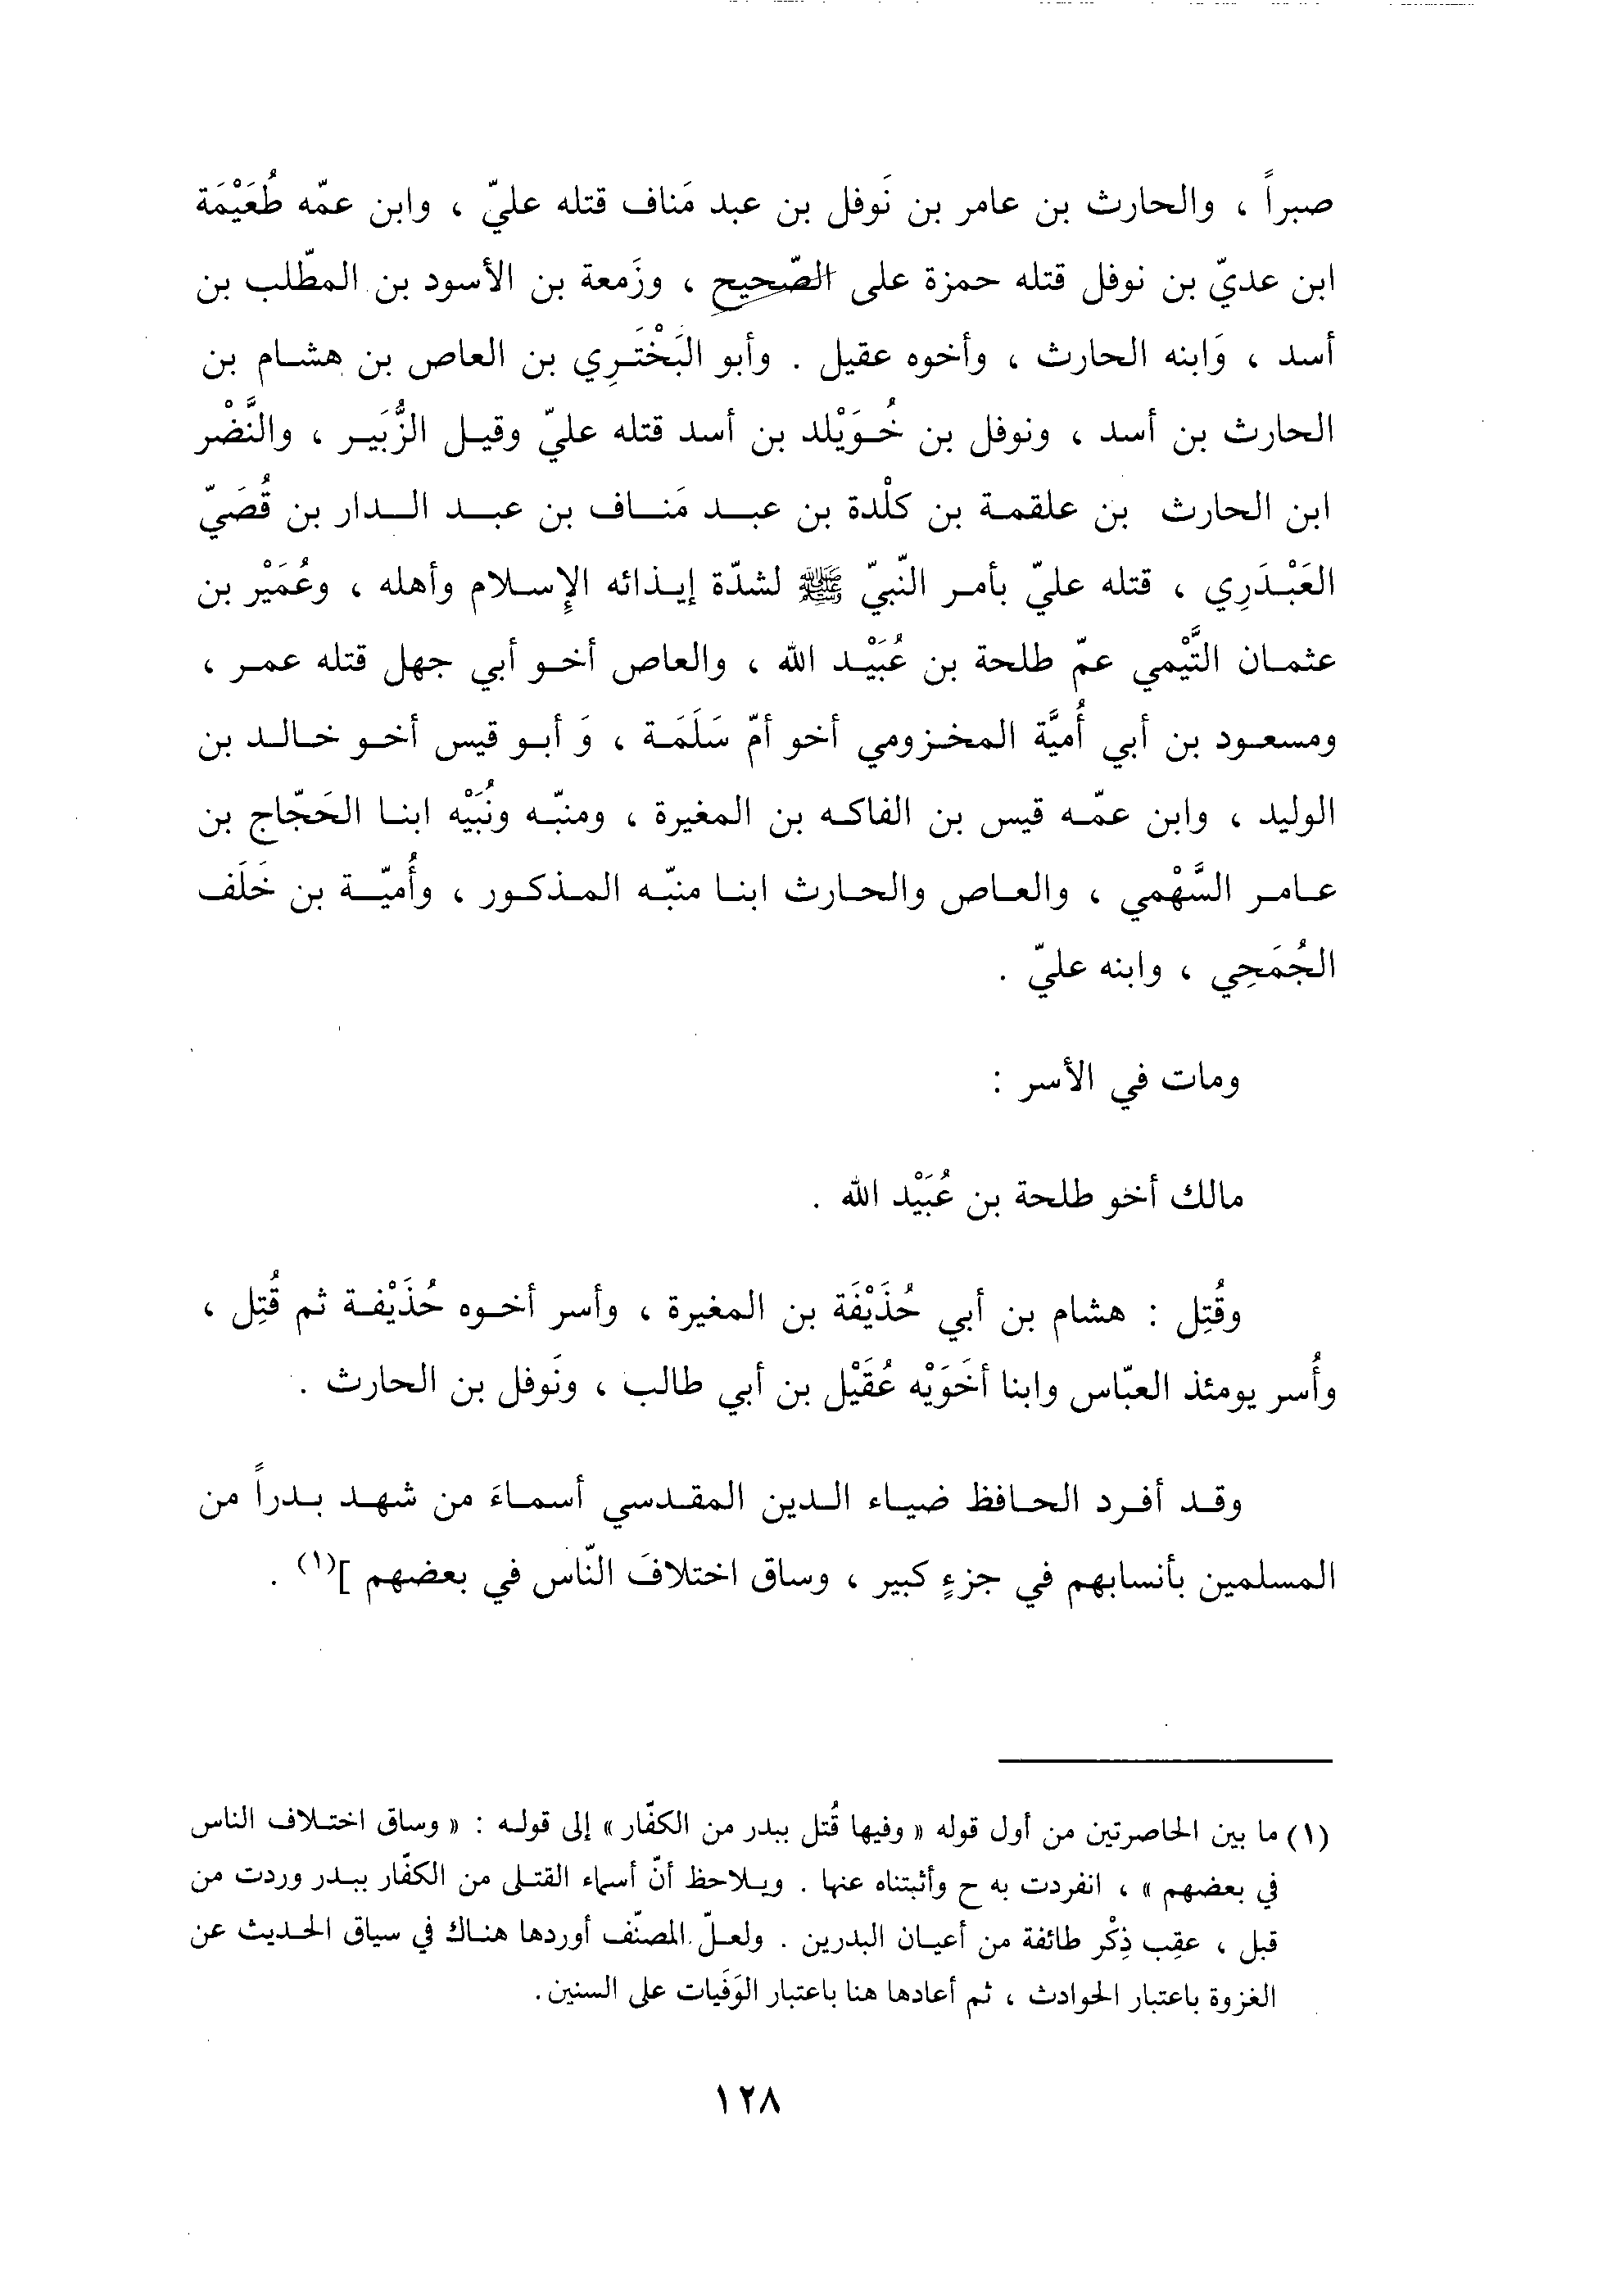 صبراً ، والحارث بن عامر بن نَوفل بن عبد مَناف قتله عليّ ، وابن عمّه طُعَيْمَة
ابن عديّ بن نوفل قتله حمزة على الصّحيح ، وزَمعة بن الأسود بن المطّلب بن
أسد ، وَابنه الحارث ، وأخوه عقيل . وأبو البَخْتَرِي بن العاص بن هشام بن
الحارث بن أسد ، ونوفل بن خُوَيْلد بن أسد قتله عليّ وقيل الزُّبَير ، والنَّضْر
ابن الحارث بن علقمة بن كلْدة بن عبد مَناف بن عبد الدار بن قُصَيّ
العَبْدَرِي ، قتله عليّ بأمر النّبيّ ﷺ لشدّة إيذائه الإِسلام وأهله ، وعُمَيْر بن
عثمان التَّيْمي عمّ طلحة بن عُبَيْد الله ، والعاص أخو أبي جهل قتله عمر ،
ومسعود بن أبي أُميَّة المخزومي أخو أمّ سَلَمَة ، وَ أبو قيس أخو خالد بن
الوليد ، وابن عمّه قيس بن الفاكه بن المغيرة ، ومنبّه ونُبَيْه ابنا الحَجّاج بن
عامر السَّهْمي ، والعاص والحارث ابنا منبّه المذكور ، وأُميّة بن خَلَف
الجُمَحِي ، وابنه عليّ .
ومات في الأسر :
مالك أخو طلحة بن عُبَيْد الله .
وقُتِل : هشام بن أبي حُذَيْفَة بن المغيرة ، وأسر أخوه حُذَيْفة ثم قُتِل ،
وأُسر يومئذ العبّاس وابنا أخَوَيْه عُقَيْل بن أبي طالب ، ونَوفل بن الحارث .
وقد أفرد الحافظ ضياء الدين المقدسي أسماءَ من شهد بدراً من
المسلمين بأنسابهم في جزءٍ كبير ، وساق اختلافَ النّاس في بعضهم ](١) .
(١) ما بين الحاصرتين من أول قوله « وفيها قُتل ببدر من الكفّار » إلى قوله : « وساق اختلاف الناس
في بعضهم » ، انفردت به ح وأثبتناه عنها . ويلاحظ أنّ أسماء القتلى من الكفّار ببدر وردت من
قبل ، عقِب ذِكْر طائفة من أعيان البدرين . ولعلّ المصنّف أوردها هناك في سياق الحديث عن
الغزوة باعتبار الحوادث ، ثم أعادها هنا باعتبار الوَفَيات على السنين .
١٢٨